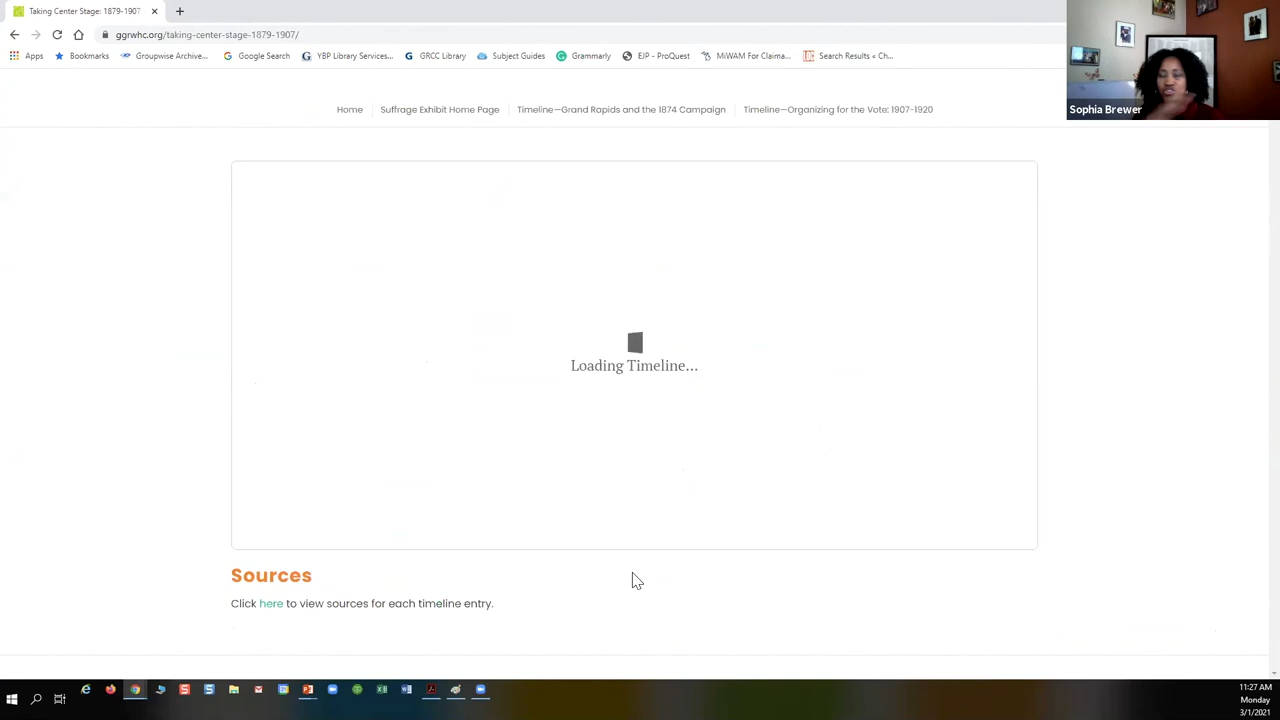 Taking Center Stage: 1879-1907
ggrwhc.org/taking-center-stage-1879-1907/
Apps Bookmarks Groupwise Archive... Google Search YBP Library Services... GRCC Library Subject Guides Grammarly EJP - ProQuest MiWAM For Claima... Search Results « Ch...
Sophia Brewer
Home Suffrage Exhibit Home Page Timeline—Grand Rapids and the 1874 Campaign Timeline—Organizing for the Vote: 1907-1920
Loading Timeline...
Sources
Click here to view sources for each timeline entry.
11:27 AM
Monday
3/1/2021